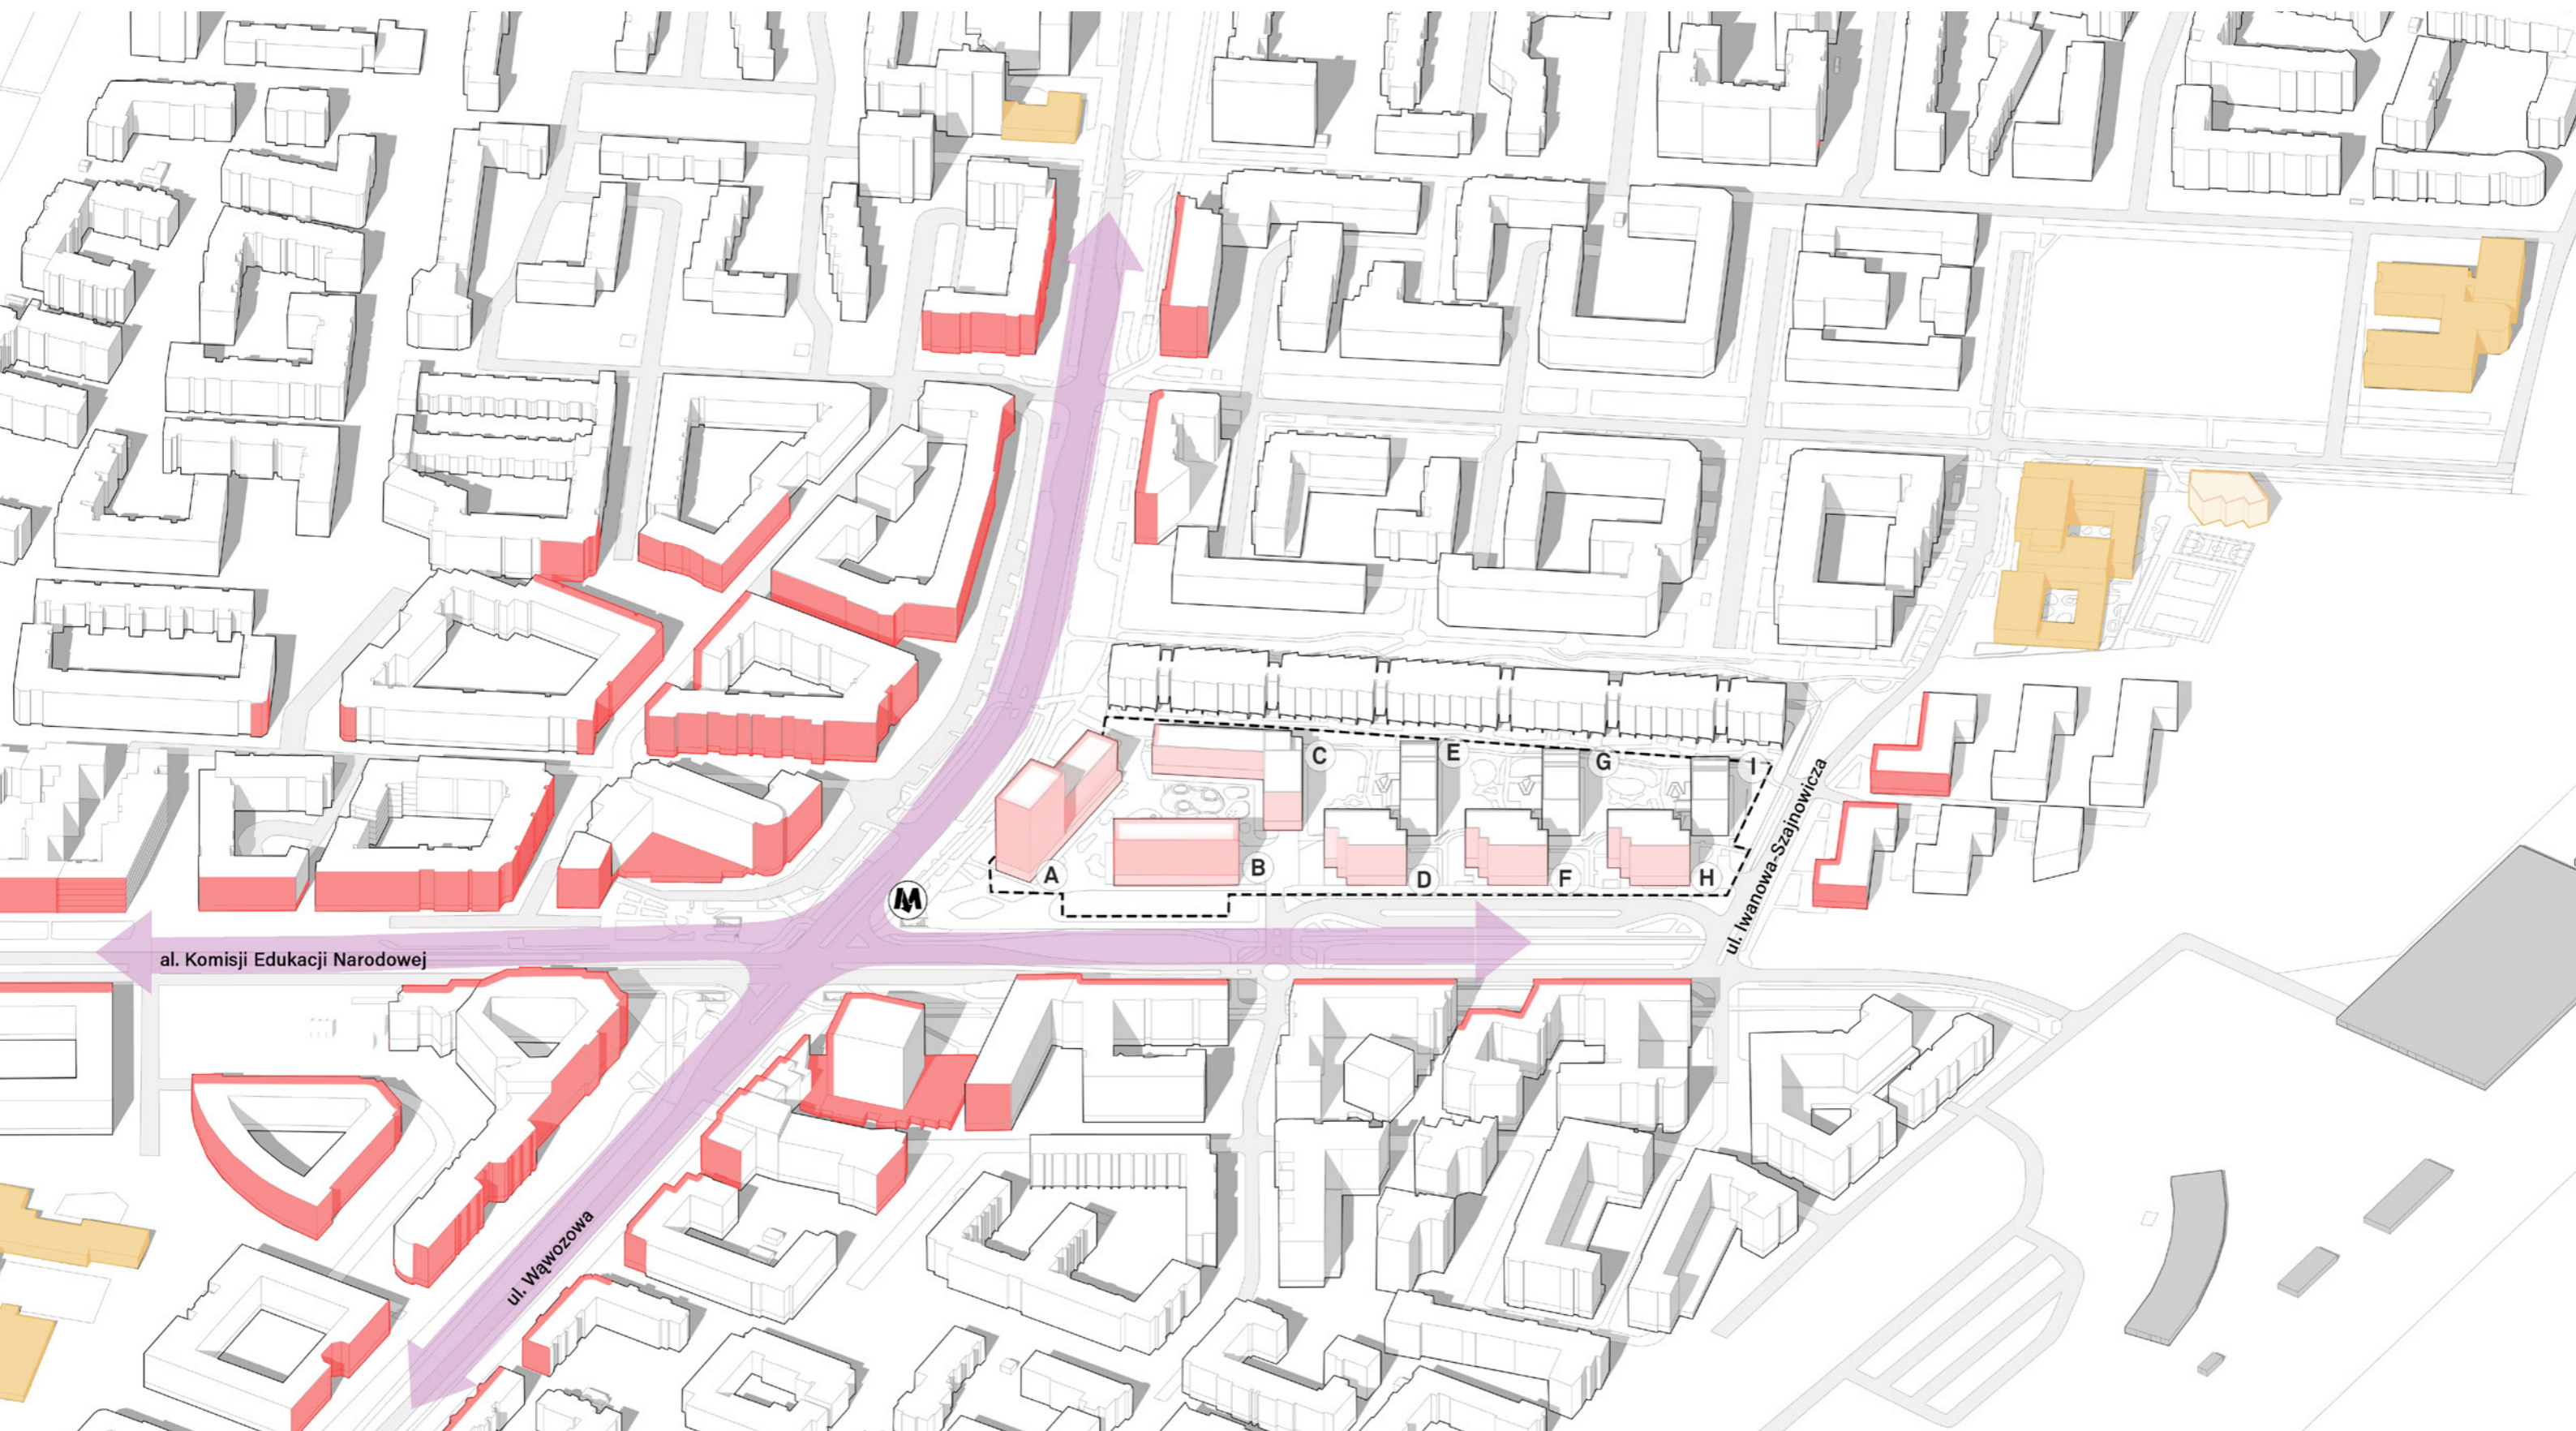 C
E
G
I
A
B
D
F
H
ul. Iwanowa-Szajnowicza
M
al. Komisji Edukacji Narodowej
ul. Wąwozowa